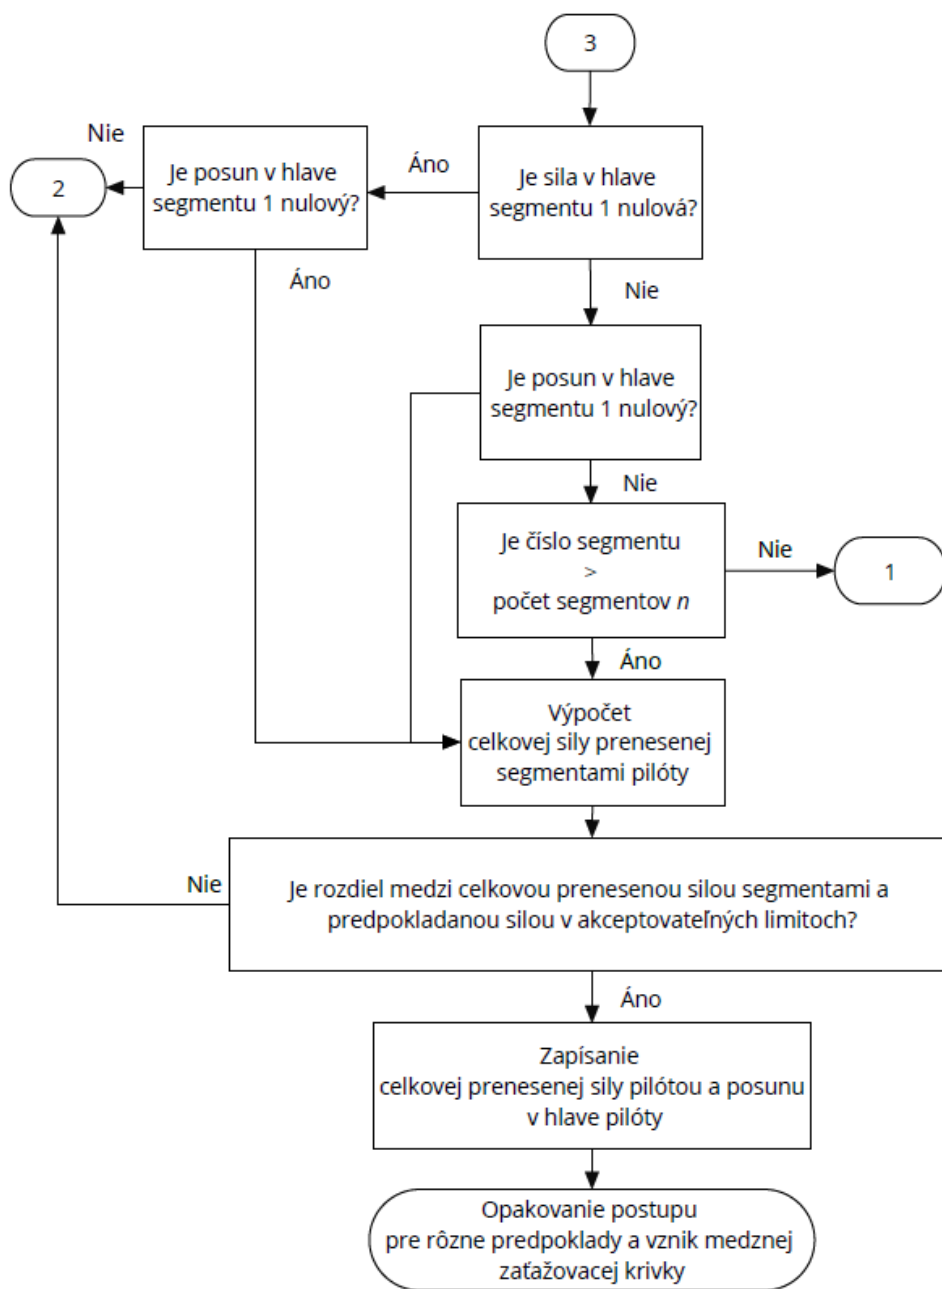 3
Nie
Áno
Je posun v hlave
segmentu 1 nulový?
Je sila v hlave
segmentu 1 nulová?
2
Áno
Nie
Je posun v hlave
segmentu 1 nulový?
Nie
Je číslo segmentu
>
počet segmentov n
Nie
1
Áno
Výpočet
celkovej sily prenesenej
segmentami pilóty
Nie
Je rozdiel medzi celkovou prenesenou silou segmentami a
predpokladanou silou v akceptovateľných limitoch?
Áno
Zapísanie
celkovej prenesenej sily pilótou a posunu
v hlave pilóty
Opakovanie postupu
pre rôzne predpoklady a vznik medznej
zaťažovacej krivky